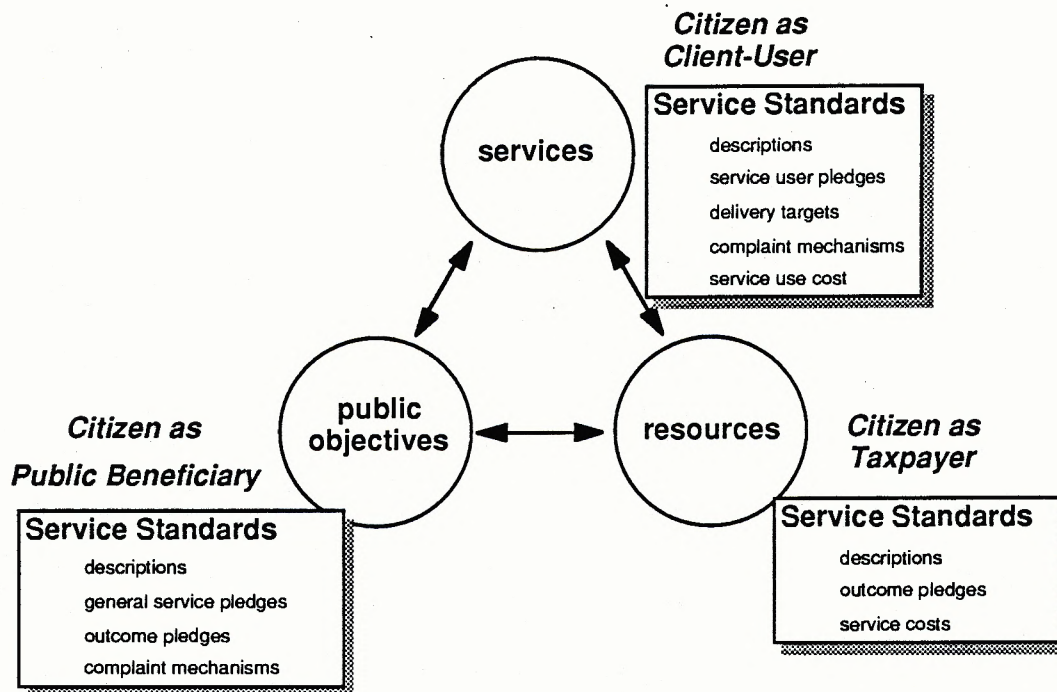 Citizen as
Client-User
Service Standards
descriptions
service user pledges
delivery targets
complaint mechanisms
service use cost
services
public
objectives
resources
Citizen as
Public Beneficiary
Service Standards
descriptions
general service pledges
outcome pledges
complaint mechanisms
Citizen as
Taxpayer
Service Standards
descriptions
outcome pledges
service costs